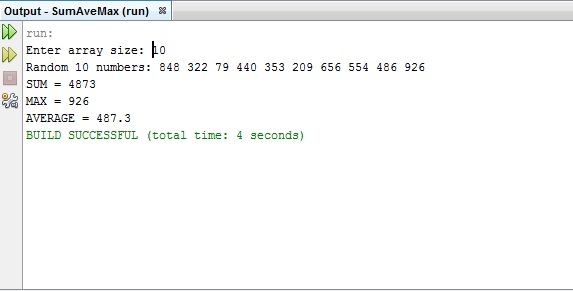 Output - SumAveMax (run)
run:
Enter array size: 10
Random 10 numbers: 848 322 79 440 353 209 656 554 486 926
SUM = 4873
MAX = 926
AVERAGE = 487.3
BUILD SUCCESSFUL (total time: 4 seconds)